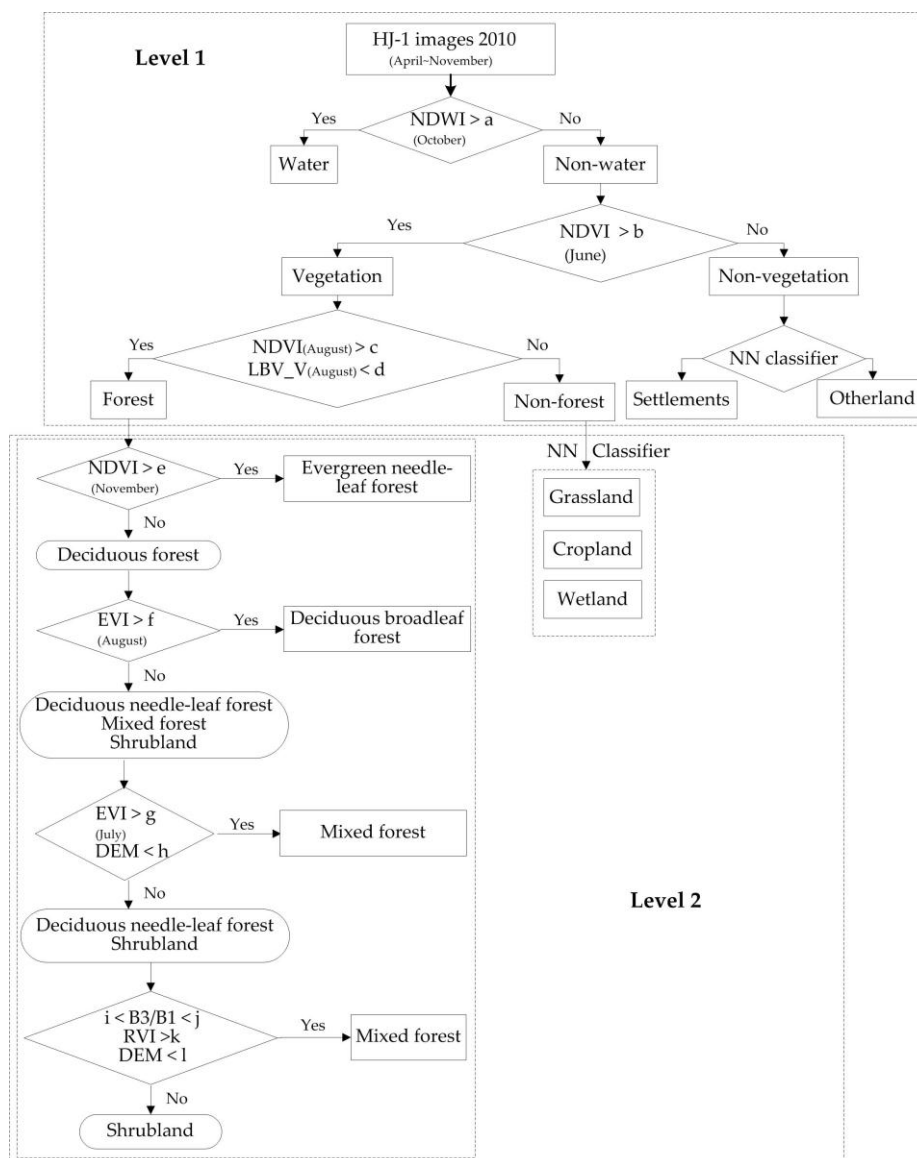 Level 1
HJ-1 images 2010
(April~November)
Yes
NDWI > a
(October)
No
Water
Non-water
Yes
NDVI > b
(June)
No
Vegetation
Non-vegetation
Yes
NDVI(August) > c
LBV_V(August) < d
No
NN classifier
Forest
Non-forest
Settlements
Otherland
NDVI > e
(November)
Yes
Evergreen needle-
leaf forest
NN Classifier
Grassland
Cropland
Wetland
No
Deciduous forest
EVI > f
(August)
Yes
Deciduous broadleaf
forest
No
Deciduous needle-leaf forest
Mixed forest
Shrubland
EVI > g
(July)
DEM < h
Yes
Mixed forest
No
Level 2
Deciduous needle-leaf forest
Shrubland
i < B3/B1 < j
RVI >k
DEM < l
Yes
Mixed forest
No
Shrubland